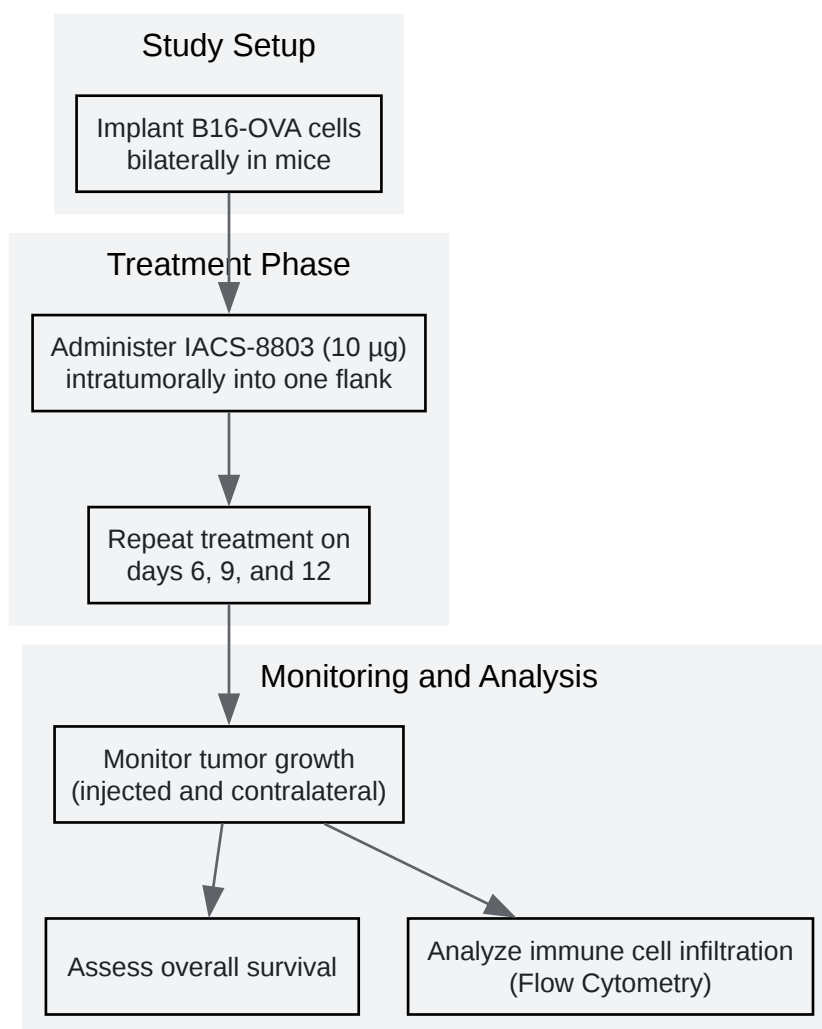 Study Setup
Implant B16-OVA cells
bilaterally in mice
Treatment Phase
Administer IACS-8803 (10 µg)
intratumorally into one flank
Repeat treatment on
days 6, 9, and 12
Monitoring and Analysis
Monitor tumor growth
(injected and contralateral)
Assess overall survival
Analyze immune cell infiltration
(Flow Cytometry)